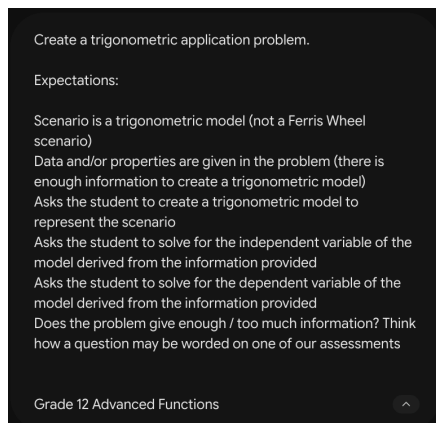 Create a trigonometric application problem.
Expectations:
Scenario is a trigonometric model (not a Ferris Wheel
scenario)
Data and/or properties are given in the problem (there is
enough information to create a trigonometric model)
Asks the student to create a trigonometric model to
represent the scenario
Asks the student to solve for the independent variable of the
model derived from the information provided
Asks the student to solve for the dependent variable of the
model derived from the information provided
Does the problem give enough / too much information? Think
how a question may be worded on one of our assessments
Grade 12 Advanced Functions